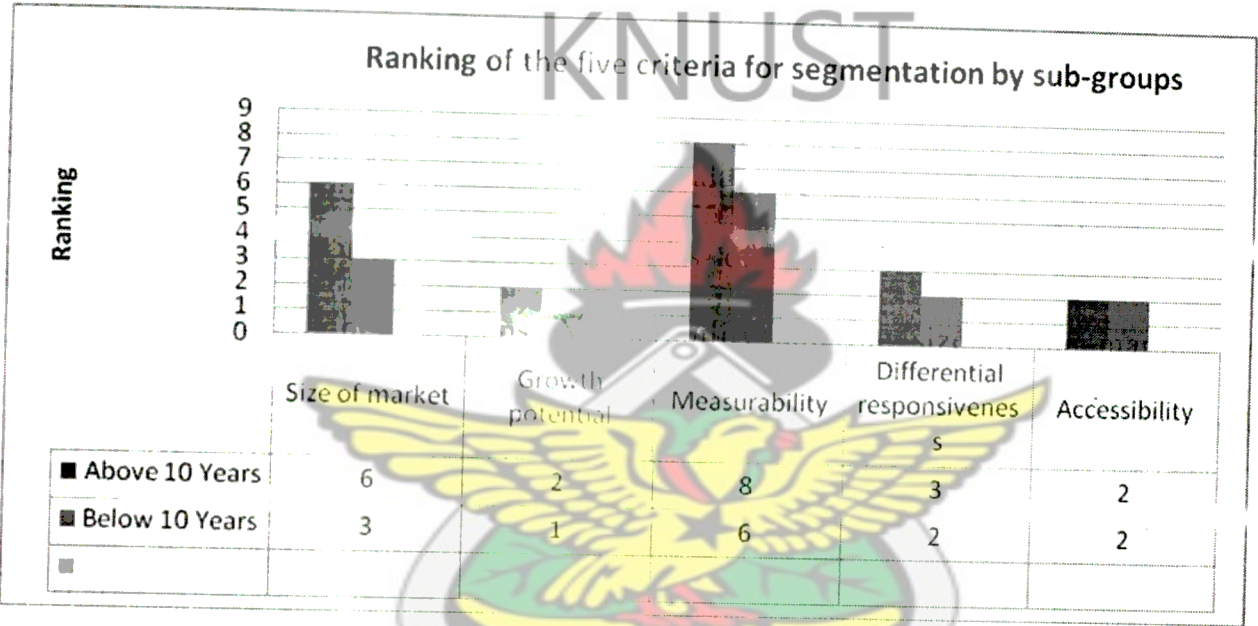 KNUST
Ranking of the five criteria for segmentation by sub-groups
Ranking
9
8
7
6
5
4
3
2
1
0
Size of market Growth potential Measurability Differential responsivenes s Accessibility
Above 10 Years 6 2 8 3 2
Below 10 Years 3 1 6 2 2